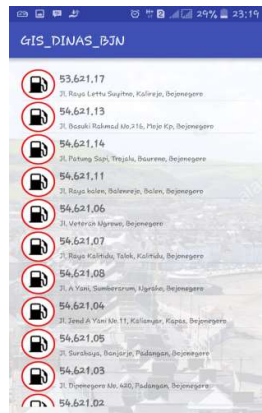 29% 23:19
GIS_DINAS_BJN
53,621,17
Jl. Raya Lettu Suyitno, Kalirejo, Bojonegoro
54,621,13
Jl. Basuki Rahmad No.216, Mojo Kp, Bojonegoro
54,621,14
Jl. Patung Sapi, Trojalu, Baureno, Bojonegoro
54,621,11
Jl. Raya balen, Balenrejo, Balen, Bojonegoro
54,621,06
Jl. Veteran Ngrowo, Bojonegoro
54,621,07
Jl. Raya Kalitidu, Talok, Kalitidu, Bojonegoro
54,621,08
Jl. A Yani, Sumberarum, Ngraho, Bojonegoro
54,621,04
Jl. Jend A Yani No 11, Kalianyar, Kapas, Bojonegoro
54,621,05
Jl. Surabaya, Banjarjo, Padangan, Bojonegoro
54,621,03
Jl. Diponegoro No. 420, Padangan, Bojonegoro
54,621,02